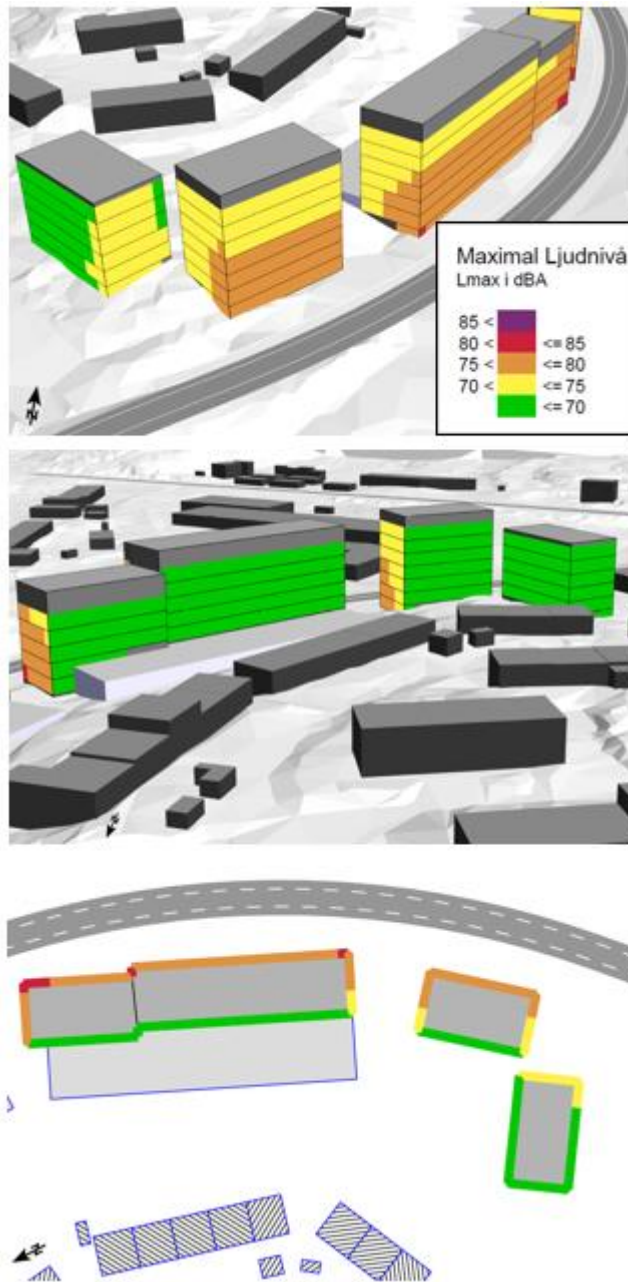 Maximal Ljudnivå
Lmax i dBA
85 <
80 < <= 85
75 < <= 80
70 < <= 75
<= 70
N
N
N